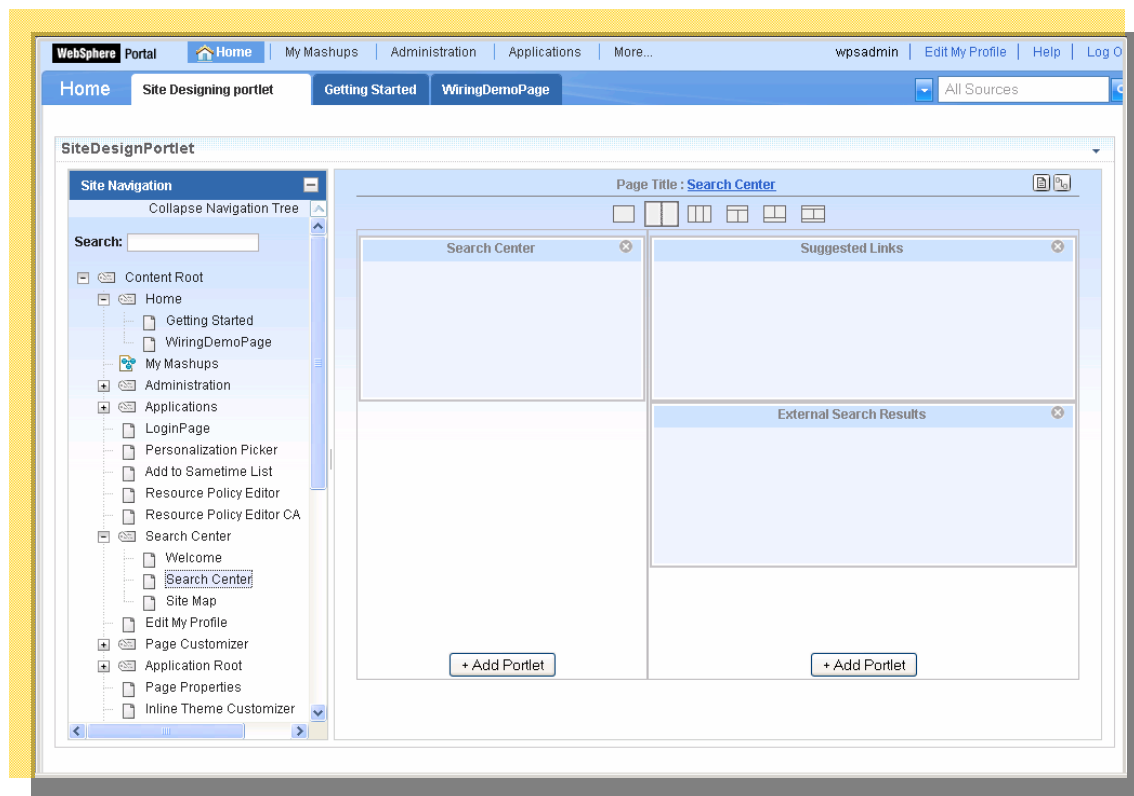 WebSphere Portal Home My Mashups Administration Applications More... wpsadmin Edit My Profile Help Log O
Home Site Designing portlet Getting Started WiringDemoPage All Sources
SiteDesignPortlet
Site Navigation
Collapse Navigation Tree
Search:
Content Root
Home
Getting Started
WiringDemoPage
My Mashups
Administration
Applications
LoginPage
Personalization Picker
Add to Sametime List
Resource Policy Editor
Resource Policy Editor CA
Search Center
Welcome
Search Center
Site Map
Edit My Profile
Page Customizer
Application Root
Page Properties
Inline Theme Customizer
Page Title : Search Center
Search Center
Suggested Links
External Search Results
+ Add Portlet
+ Add Portlet